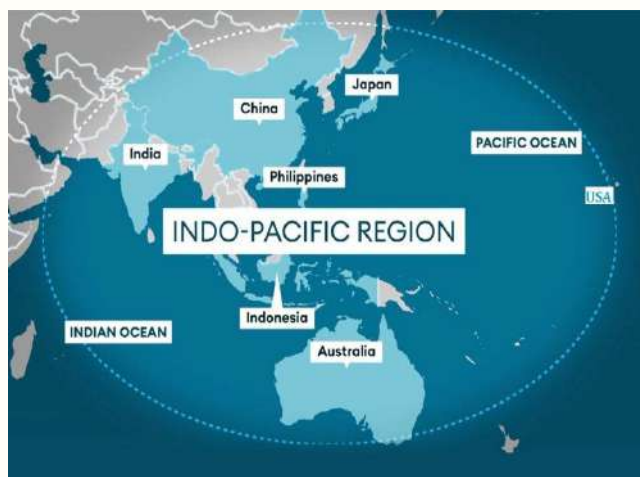 Japan
China
PACIFIC OCEAN
India
Philippines
USA
INDO-PACIFIC REGION
Indonesia
INDIAN OCEAN
Australia